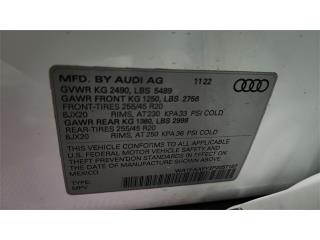 MFD. BY AUDI AG 11 22
GVWR KG 2490, LBS 5489
GAWR FRONT KG 1250, LBS 2756
FRONT-TIRES 255/45 R20
8JX20 RIMS, AT 230 KPA 33 PSI COLD
GAWR REAR KG 1360, LBS 2998
REAR-TIRES 255/45 R20
8JX20 RIMS, AT 250 KPA 36 PSI COLD
THIS VEHICLE CONFORMS TO ALL APPLICABLE
U.S. FEDERAL MOTOR VEHICLE SAFETY
AND THEFT PREVENTION STANDARDS IN EFFECT ON
THE DATE OF MANUFACTURE SHOWN ABOVE.
MEXICO
TYPE:
MPV